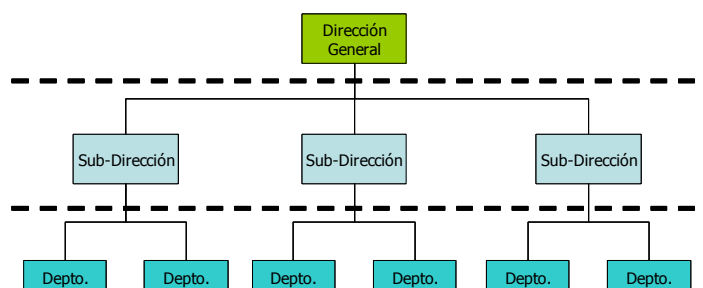 Dirección
General
Sub-Dirección
Sub-Dirección
Sub-Dirección
Depto.
Depto.
Depto.
Depto.
Depto.
Depto.